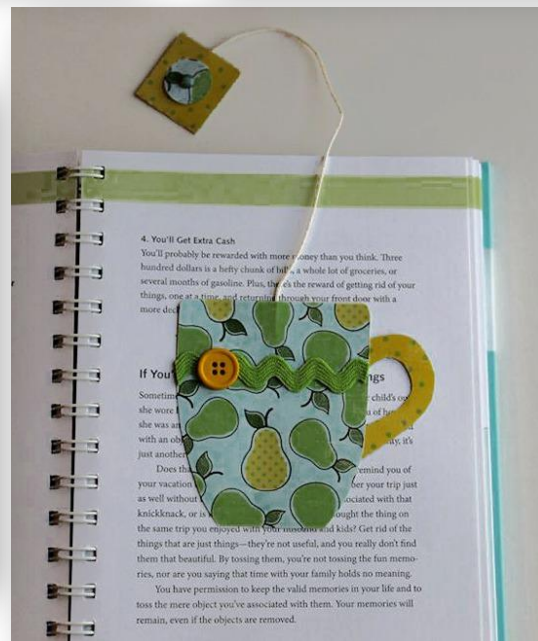 4. You'll Get Extra Cash
You'll probably be rewarded with more money than you think. Three
hundred dollars is a hefty chunk of bills, a whole lot of groceries, or
several months of gasoline. Plus, there's the reward of getting rid of your
things, one at a time, and returning through your front door with a
more
If You ngs
Sometim child's
she wore of
she was an
with an ob it's
just another
Does remind you of
your vacation your trip just
as well without ociated with that
knickknack, or is ought the thing on
the same trip you enjoyed with your husband and kids? Get rid of the
things that are just things—they're not useful, and you really don't find
them that beautiful. By tossing them, you're not tossing the fun memo-
ries, nor are you saying that time with your family holds no meaning.
You have permission to keep the valid memories in your life and to
toss the mere object you've associated with them. Your memories will
remain, even if the objects are removed.